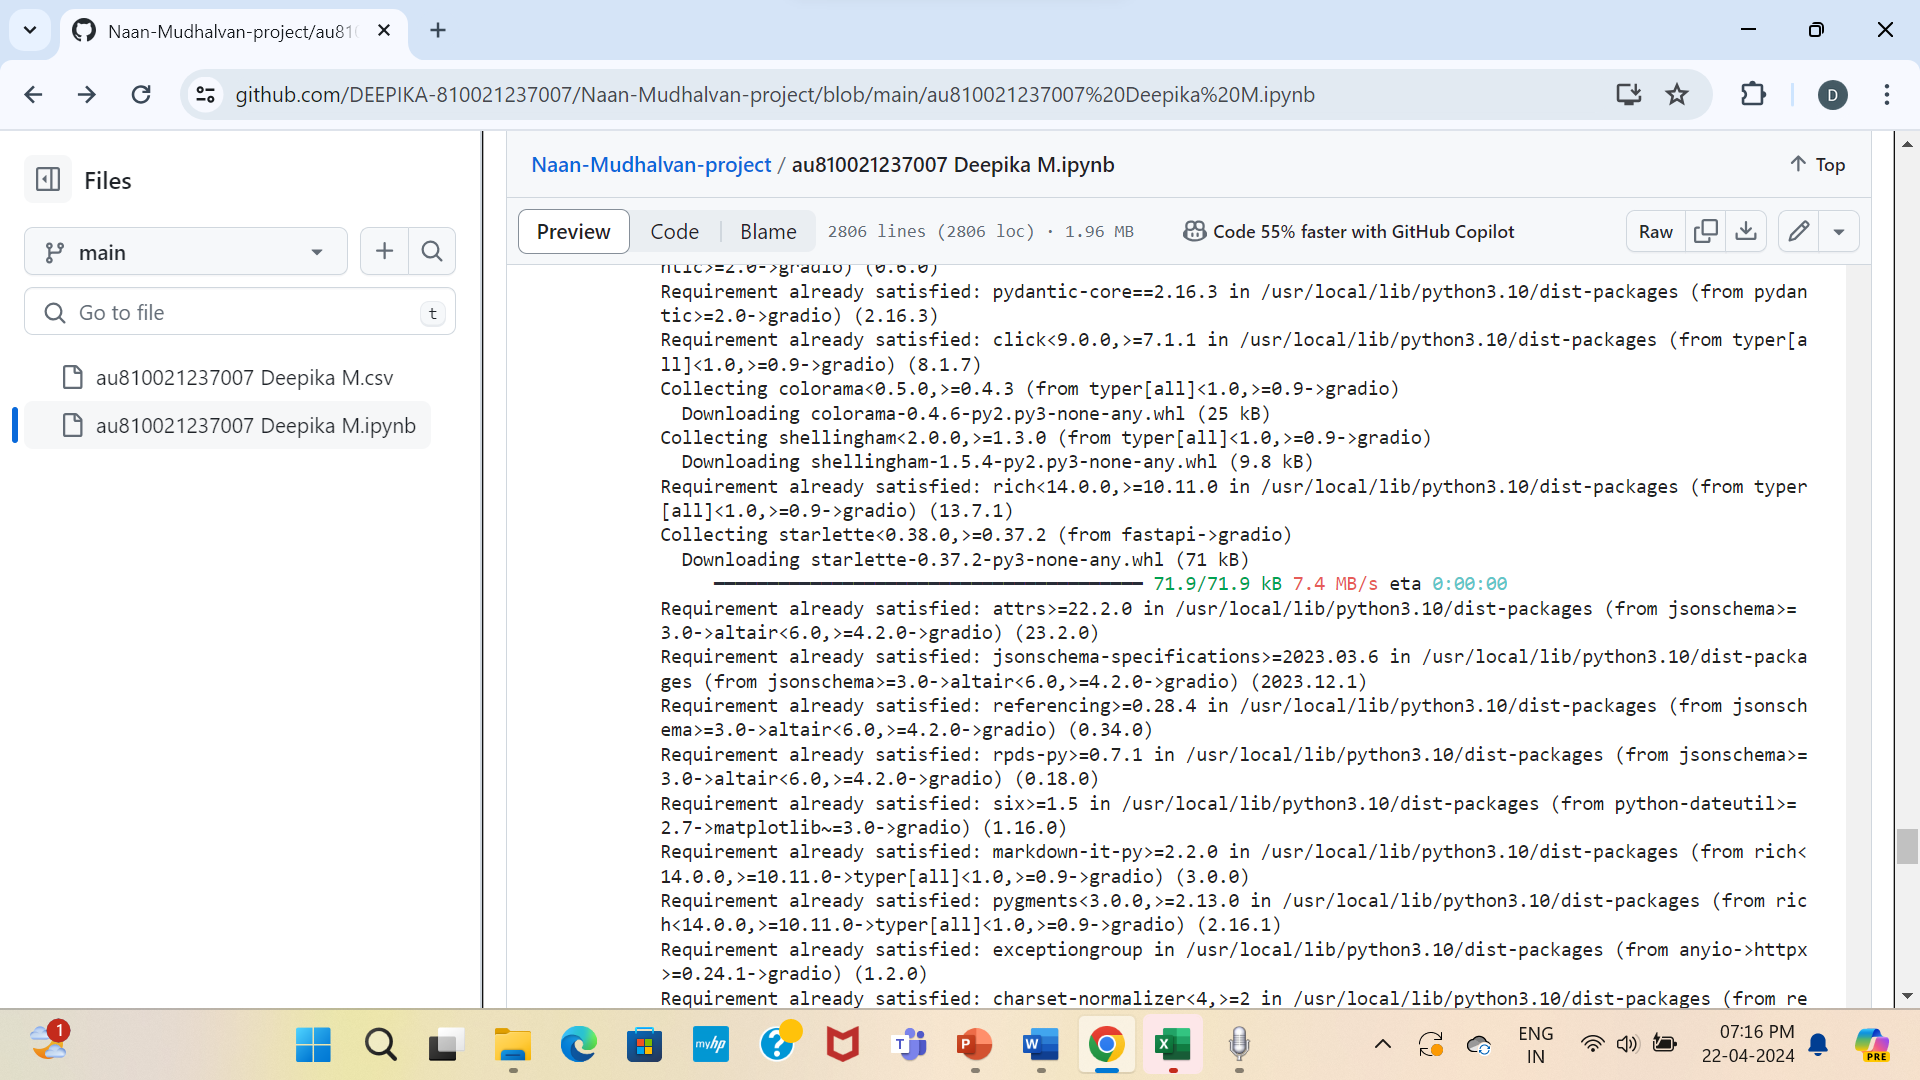 Naan-Mudhalvan-project/au810
github.com/DEEPIKA-810021237007/Naan-Mudhalvan-project/blob/main/au810021237007%20Deepika%20M.ipynb
D
Files
main
Go to file
t
au810021237007 Deepika M.csv
au810021237007 Deepika M.ipynb
Naan-Mudhalvan-project / au810021237007 Deepika M.ipynb
Top
Preview
Code
Blame
2806 lines (2806 loc) · 1.96 MB
Code 55% faster with GitHub Copilot
Raw
ntic>=2.0->gradio) (0.6.0)
Requirement already satisfied: pydantic-core==2.16.3 in /usr/local/lib/python3.10/dist-packages (from pydan
tic>=2.0->gradio) (2.16.3)
Requirement already satisfied: click<9.0.0,>=7.1.1 in /usr/local/lib/python3.10/dist-packages (from typer[a
ll]<1.0,>=0.9->gradio) (8.1.7)
Collecting colorama<0.5.0,>=0.4.3 (from typer[all]<1.0,>=0.9->gradio)
Downloading colorama-0.4.6-py2.py3-none-any.whl (25 kB)
Collecting shellingham<2.0.0,>=1.3.0 (from typer[all]<1.0,>=0.9->gradio)
Downloading shellingham-1.5.4-py2.py3-none-any.whl (9.8 kB)
Requirement already satisfied: rich<14.0.0,>=10.11.0 in /usr/local/lib/python3.10/dist-packages (from typer
[all]<1.0,>=0.9->gradio) (13.7.1)
Collecting starlette<0.38.0,>=0.37.2 (from fastapi->gradio)
Downloading starlette-0.37.2-py3-none-any.whl (71 kB)
71.9/71.9 kB 7.4 MB/s eta 0:00:00
Requirement already satisfied: attrs>=22.2.0 in /usr/local/lib/python3.10/dist-packages (from jsonschema>=
3.0->altair<6.0,>=4.2.0->gradio) (23.2.0)
Requirement already satisfied: jsonschema-specifications>=2023.03.6 in /usr/local/lib/python3.10/dist-packa
ges (from jsonschema>=3.0->altair<6.0,>=4.2.0->gradio) (2023.12.1)
Requirement already satisfied: referencing>=0.28.4 in /usr/local/lib/python3.10/dist-packages (from jsonsch
ema>=3.0->altair<6.0,>=4.2.0->gradio) (0.34.0)
Requirement already satisfied: rpds-py>=0.7.1 in /usr/local/lib/python3.10/dist-packages (from jsonschema>=
3.0->altair<6.0,>=4.2.0->gradio) (0.18.0)
Requirement already satisfied: six>=1.5 in /usr/local/lib/python3.10/dist-packages (from python-dateutil>=
2.7->matplotlib~=3.0->gradio) (1.16.0)
Requirement already satisfied: markdown-it-py>=2.2.0 in /usr/local/lib/python3.10/dist-packages (from rich<
14.0.0,>=10.11.0->typer[all]<1.0,>=0.9->gradio) (3.0.0)
Requirement already satisfied: pygments<3.0.0,>=2.13.0 in /usr/local/lib/python3.10/dist-packages (from ric
h<14.0.0,>=10.11.0->typer[all]<1.0,>=0.9->gradio) (2.16.1)
Requirement already satisfied: exceptiongroup in /usr/local/lib/python3.10/dist-packages (from anyio->httpx
>=0.24.1->gradio) (1.2.0)
Requirement already satisfied: charset-normalizer<4,>=2 in /usr/local/lib/python3.10/dist-packages (from re
1
myhp
?
T
P
W
X
ENG
IN
07:16 PM
22-04-2024
PRE